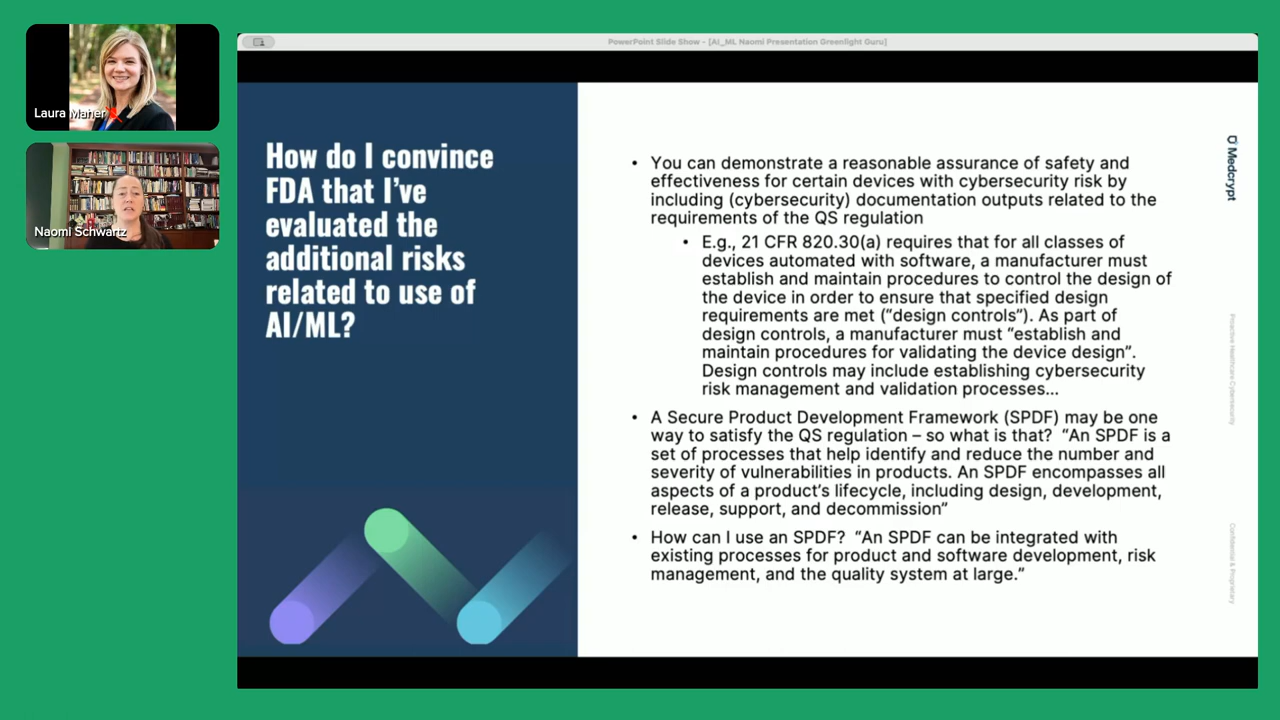 PowerPoint Slide Show - [AI_ML Naomi Presentation Greenlight Guru]
Laura Maher
Naomi Schwartz
How do I convince
FDA that I've
evaluated the
additional risks
related to use of
AI/ML?
• You can demonstrate a reasonable assurance of safety and
effectiveness for certain devices with cybersecurity risk by
including (cybersecurity) documentation outputs related to the
requirements of the QS regulation
• E.g., 21 CFR 820.30(a) requires that for all classes of
devices automated with software, a manufacturer must
establish and maintain procedures to control the design of
the device in order to ensure that specified design
requirements are met (“design controls”). As part of
design controls, a manufacturer must “establish and
maintain procedures for validating the device design”.
Design controls may include establishing cybersecurity
risk management and validation processes...
• A Secure Product Development Framework (SPDF) may be one
way to satisfy the QS regulation – so what is that? “An SPDF is a
set of processes that help identify and reduce the number and
severity of vulnerabilities in products. An SPDF encompasses all
aspects of a product's lifecycle, including design, development,
release, support, and decommission”
• How can I use an SPDF? “An SPDF can be integrated with
existing processes for product and software development, risk
management, and the quality system at large.”
Medcrypt
Proactive Healthcare Cybersecurity
Confidential & Proprietary